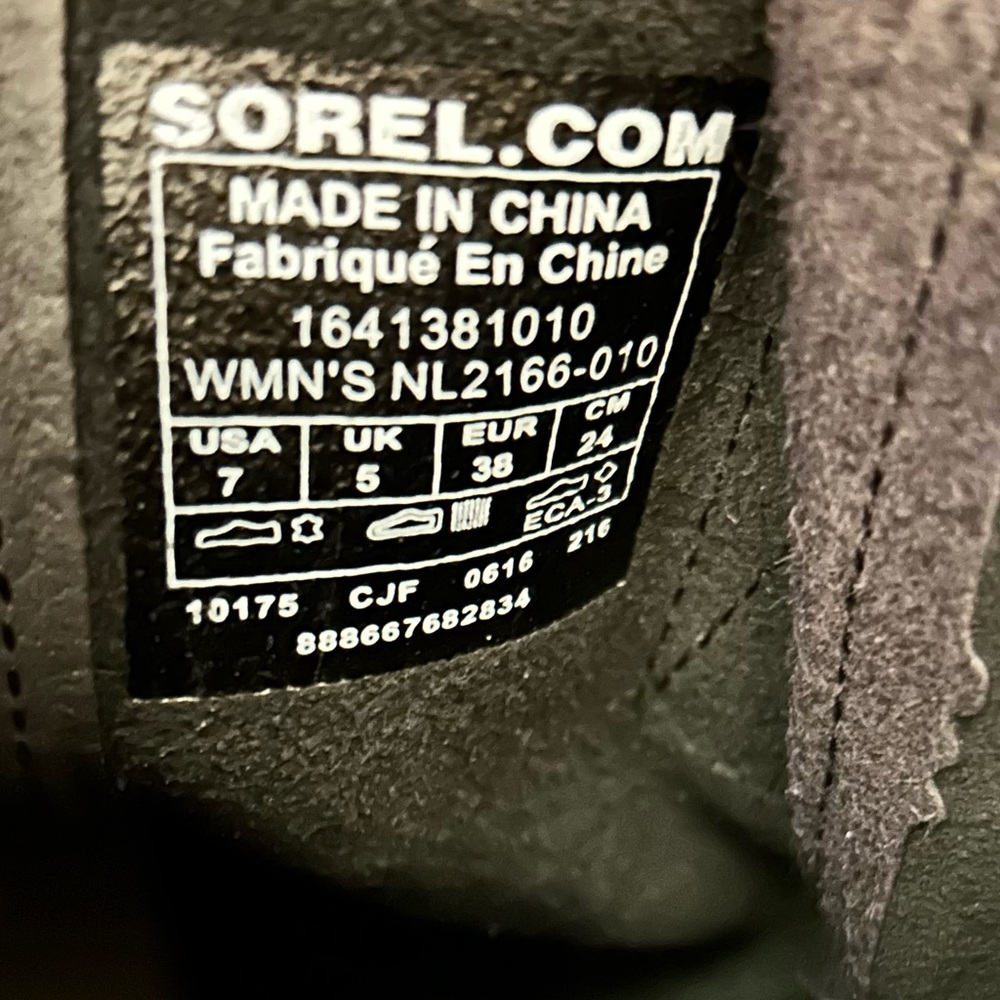 SOREL.COM
MADE IN CHINA
Fabriqué En Chine
1641381010
WMN'S NL2166-010
USA UK EUR CM
7 5 38 24
ECA-3
10175 CJF 0616 216
888667682834